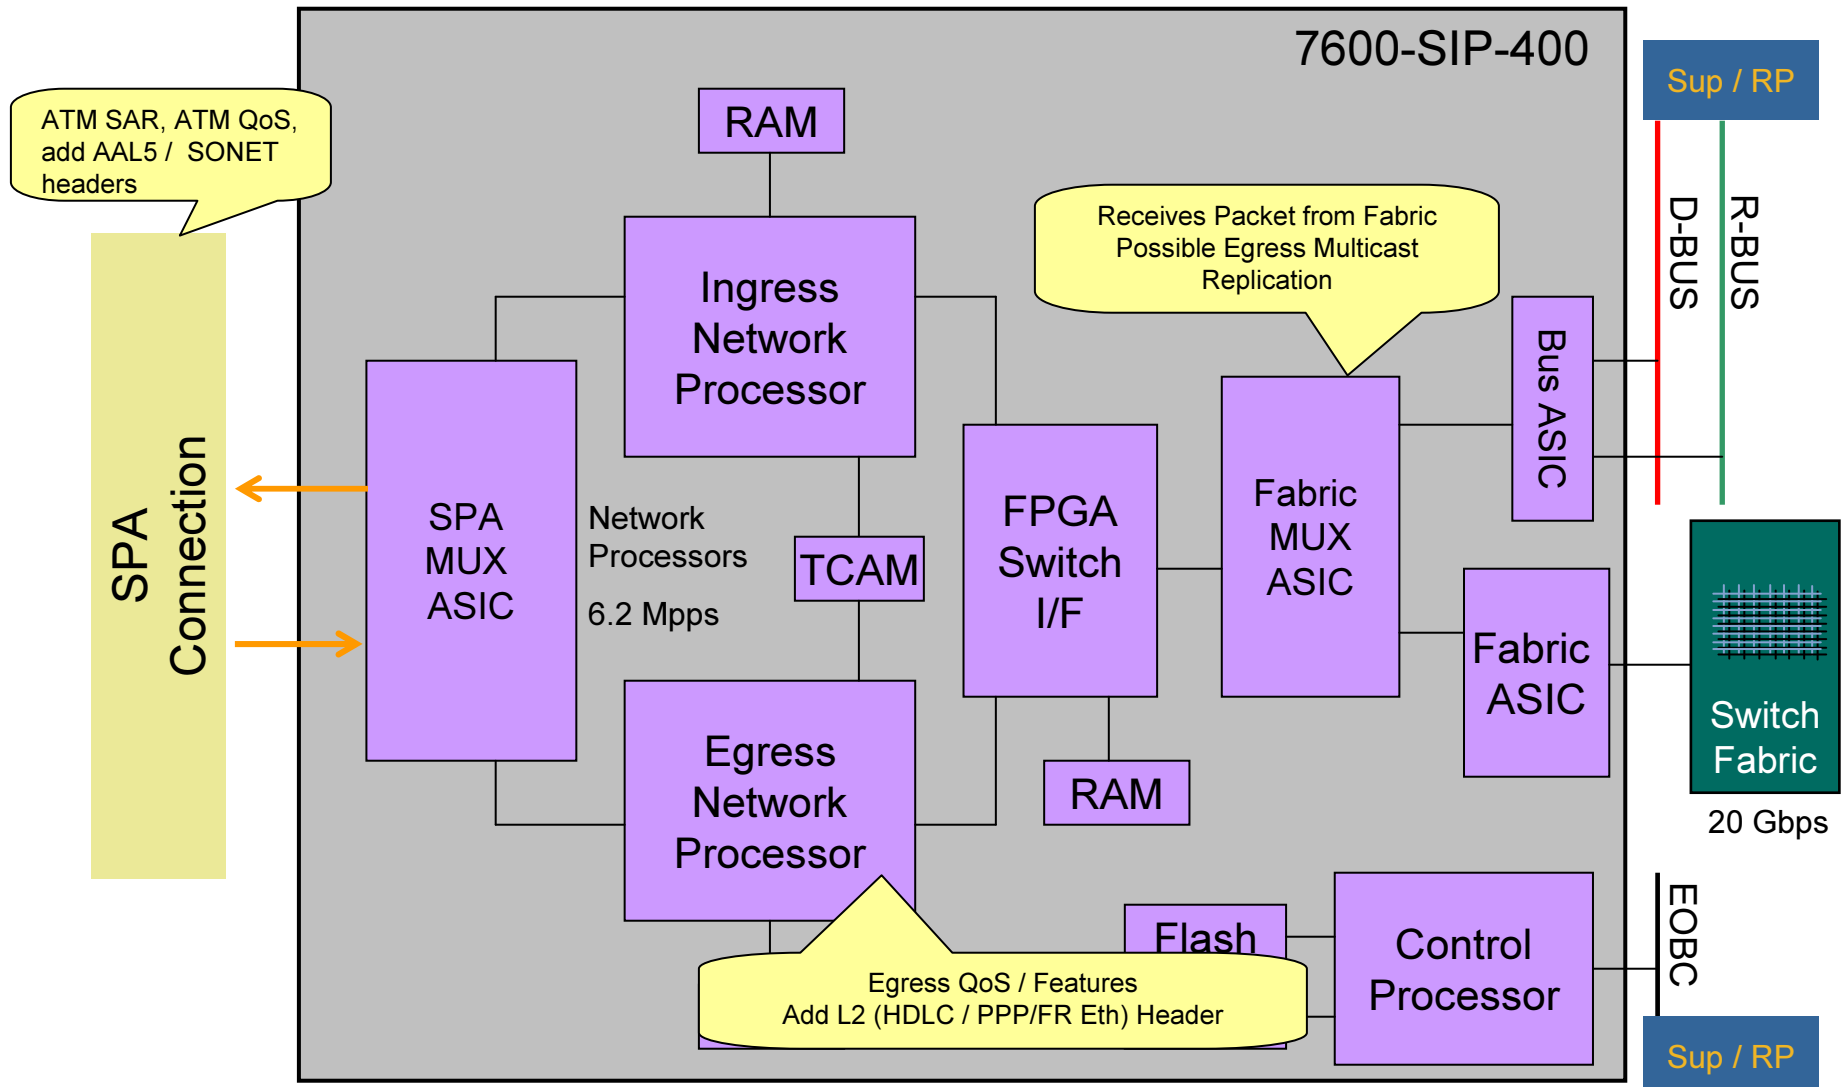 7600-SIP-400
Sup / RP
ATM SAR, ATM QoS,
add AAL5 / SONET
headers
RAM
Receives Packet from Fabric
Possible Egress Multicast
Replication
D-BUS
R-BUS
Ingress
Network
Processor
Bus ASIC
SPA
Connection
SPA
MUX
ASIC
Network
Processors
6.2 Mpps
TCAM
FPGA
Switch
I/F
Fabric
MUX
ASIC
Fabric
ASIC
Switch
Fabric
20 Gbps
Egress
Network
Processor
RAM
Flash
Control
Processor
EOBC
Egress QoS / Features
Add L2 (HDLC / PPP/FR Eth) Header
Sup / RP